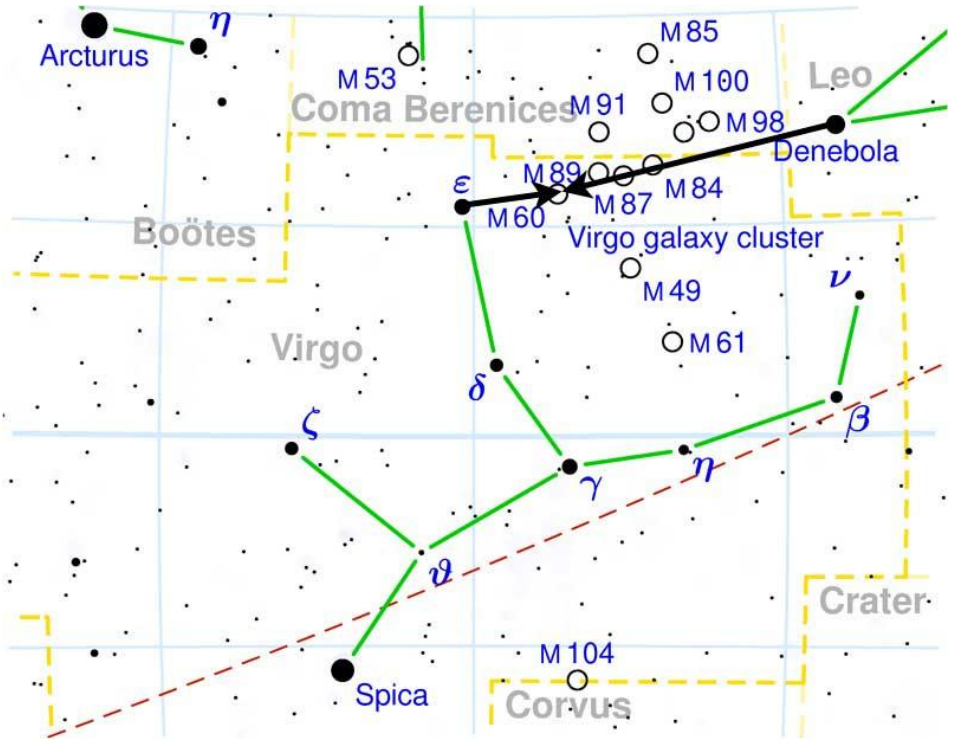 η
Arcturus
M 53
M 85
M 100
Leo
Coma Berenices
M 91
M 98
Denebola
M 89
M 84
ε
M 60
M 87
Boötes
Virgo galaxy cluster
M 49
ν
Virgo
M 61
δ
ζ
β
γ
η
ϑ
Crater
M 104
Spica
Corvus